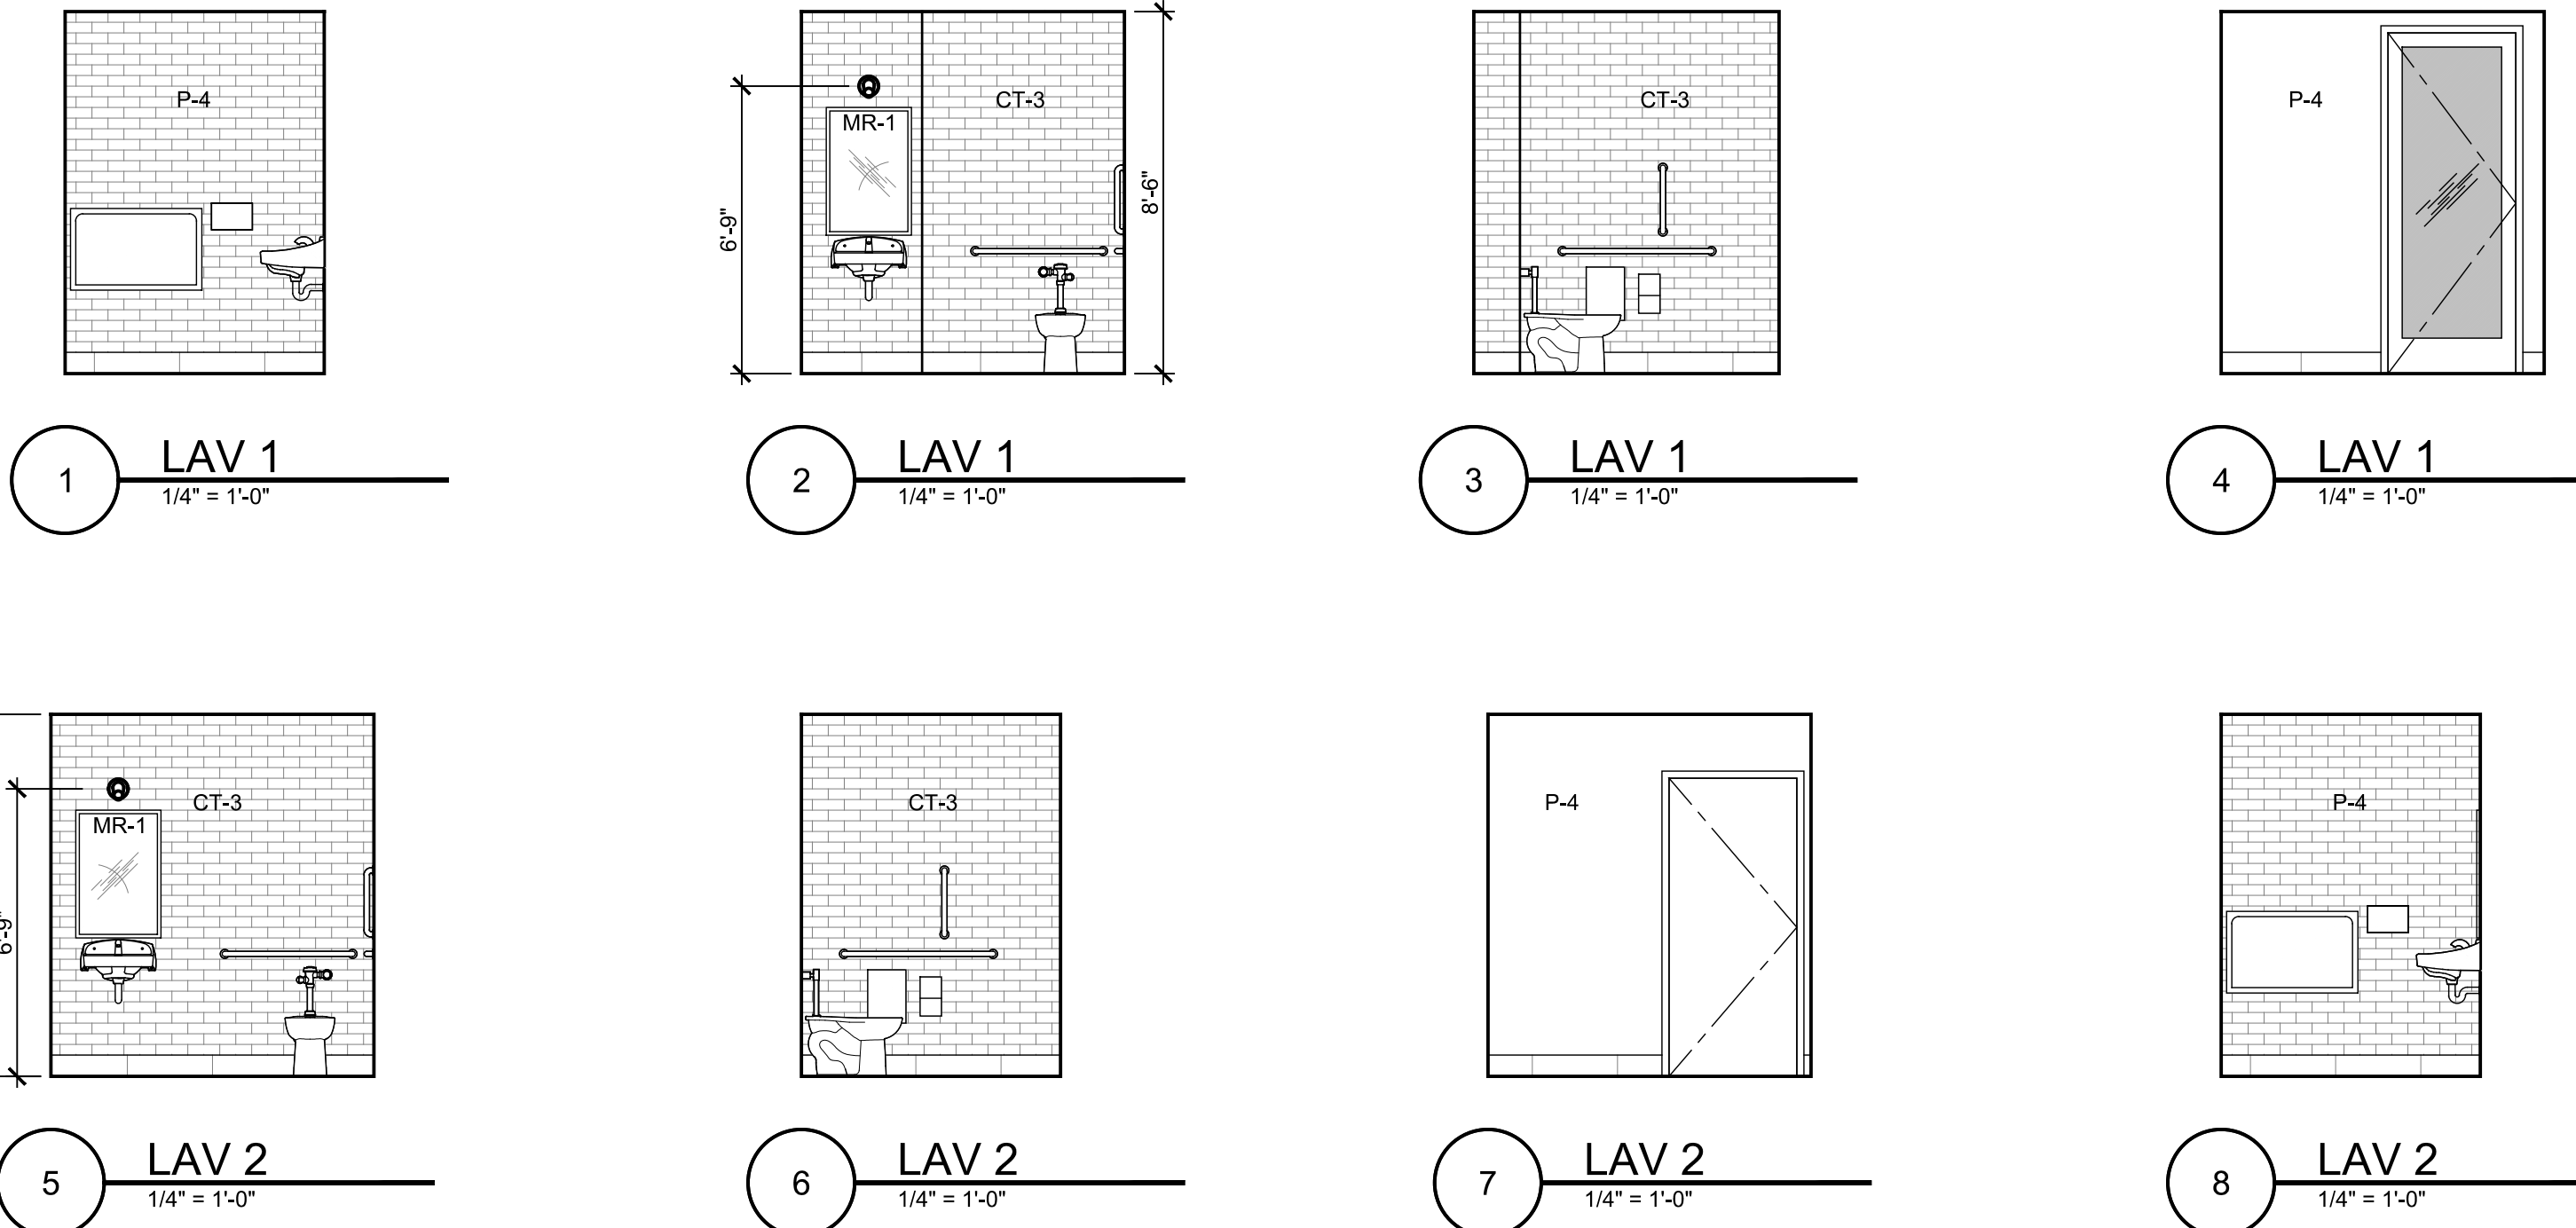 P-4
1
LAV 1
1/4" = 1'-0"
6'-9"
MR-1
CT-3
8'-6"
2
LAV 1
1/4" = 1'-0"
CT-3
3
LAV 1
1/4" = 1'-0"
P-4
4
LAV 1
1/4" = 1'-0"
6'-9"
MR-1
CT-3
5
LAV 2
1/4" = 1'-0"
CT-3
6
LAV 2
1/4" = 1'-0"
P-4
7
LAV 2
1/4" = 1'-0"
P-4
8
LAV 2
1/4" = 1'-0"